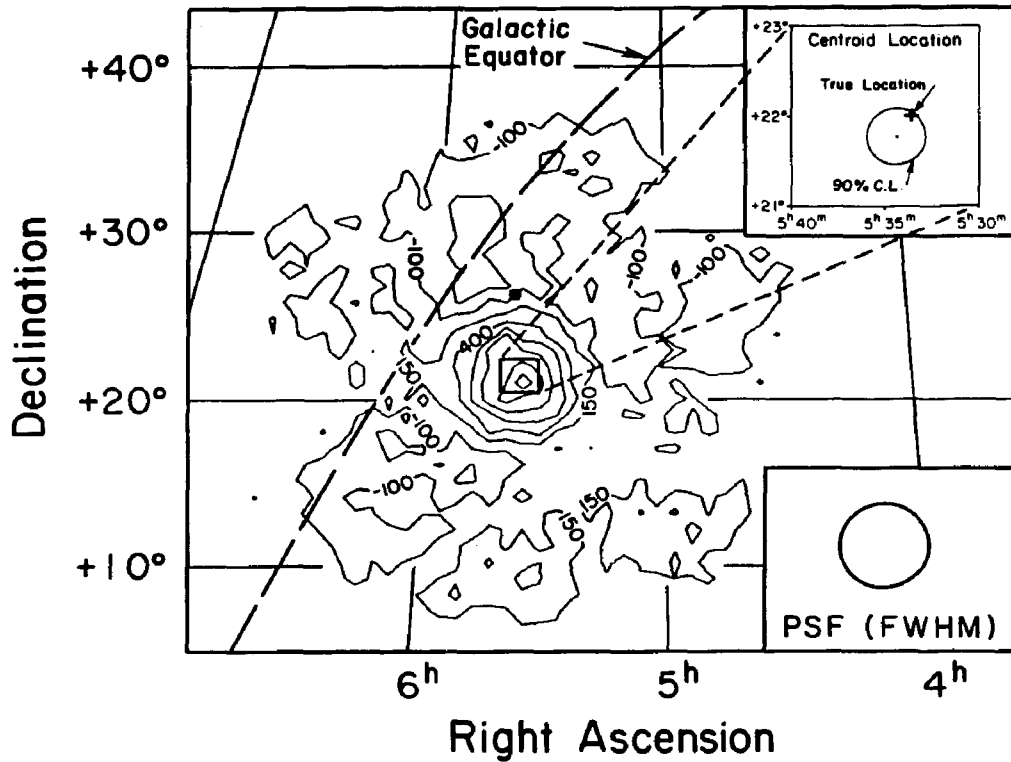 Galactic
Equator
+40°
+30°
+20°
+10°
Declination
6ʰ
5ʰ
4ʰ
Right Ascension
+23°
Centroid Location
True Location
+22°
90% C.L
+21°
5ʰ40ᵐ
5ʰ35ᵐ
5ʰ30ᵐ
-100
-100
-100
-100
400
150
150
-100
-100
150
150
PSF (FWHM)